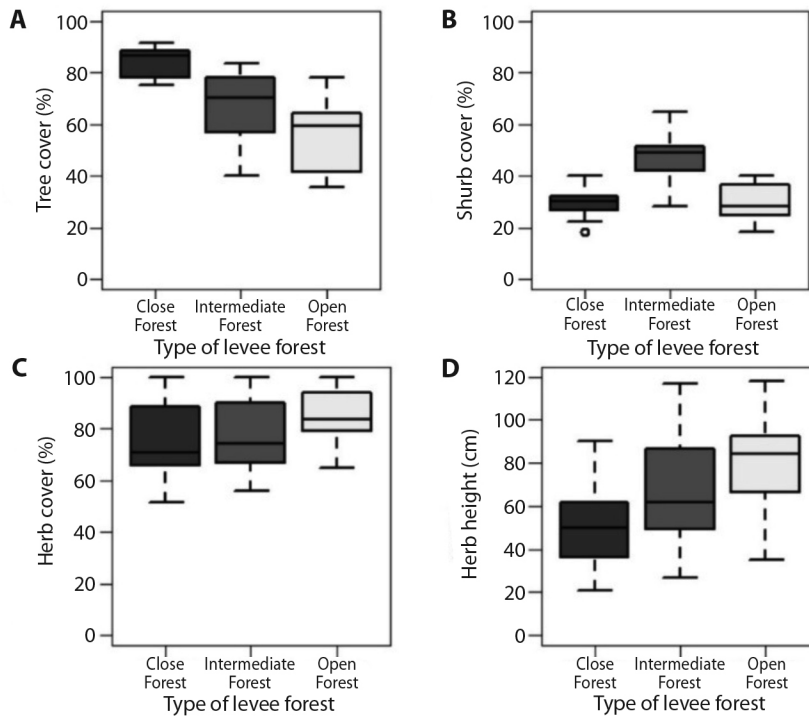 A
Tree cover (%)
100
80
60
40
20
0
Close
Forest
Intermediate
Forest
Open
Forest
Type of levee forest
B
Shurb cover (%)
100
80
60
40
20
0
Close
Forest
Intermediate
Forest
Open
Forest
Type of levee forest
C
Herb cover (%)
100
80
60
40
20
0
Close
Forest
Intermediate
Forest
Open
Forest
Type of levee forest
D
Herb height (cm)
120
100
80
60
40
20
0
Close
Forest
Intermediate
Forest
Open
Forest
Type of levee forest